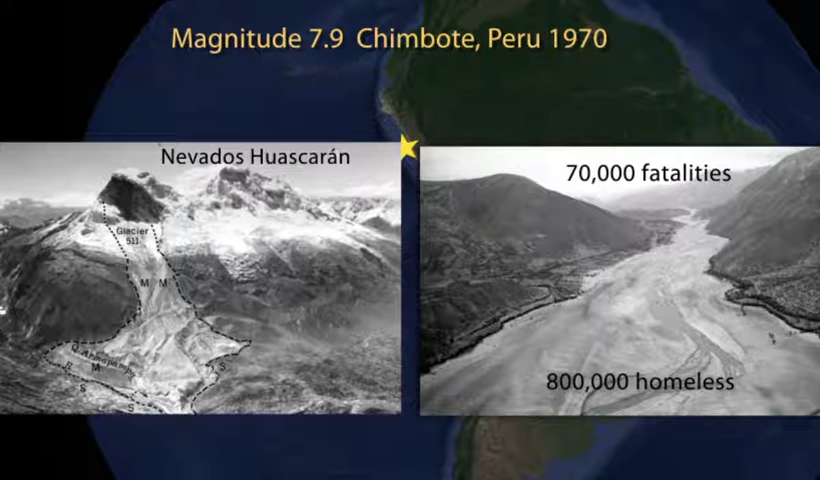 Magnitude 7.9 Chimbote, Peru 1970
Nevados Huascarán
Glacier
511
M M
M
S
S
S
70,000 fatalities
800,000 homeless